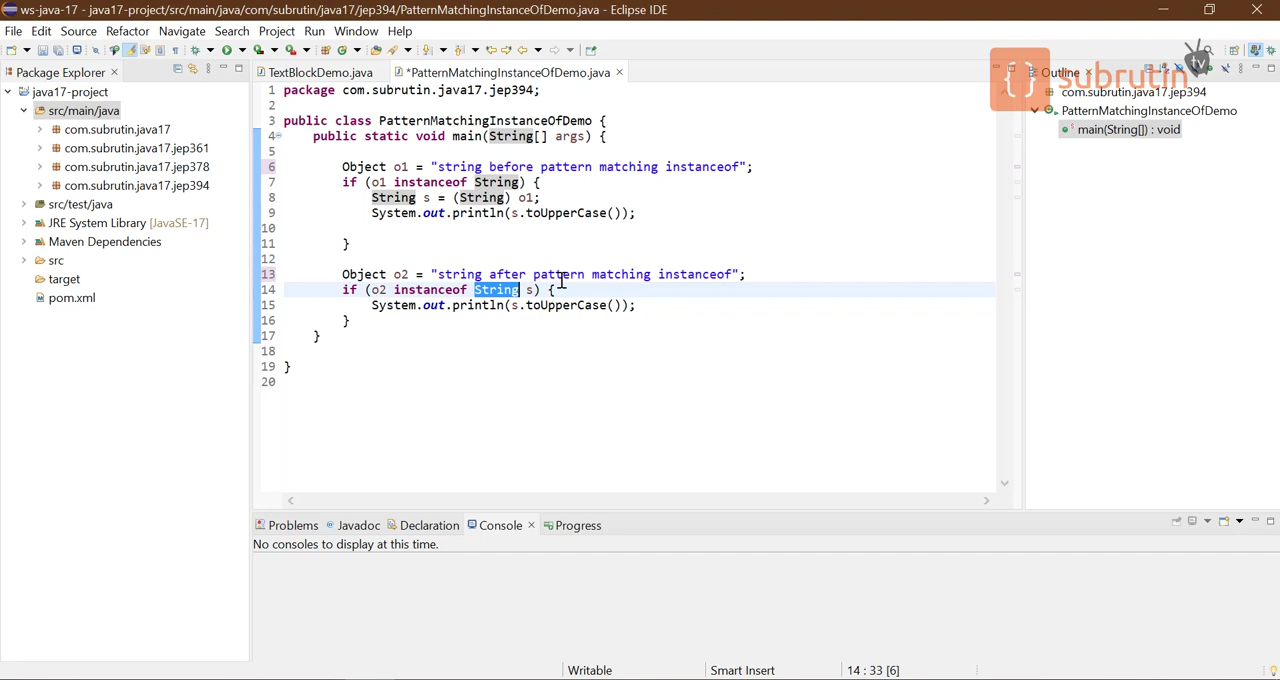 ws-java-17 - java17-project/src/main/java/com/subrutin/java17/jep394/PatternMatchingInstanceOfDemo.java - Eclipse IDE
File Edit Source Refactor Navigate Search Project Run Window Help
Package Explorer
TextBlockDemo.java
*PatternMatchingInstanceOfDemo.java
Outline
subrutin
tv
java17-project
src/main/java
com.subrutin.java17
com.subrutin.java17.jep361
com.subrutin.java17.jep378
com.subrutin.java17.jep394
src/test/java
JRE System Library [JavaSE-17]
Maven Dependencies
src
target
pom.xml
1 package com.subrutin.java17.jep394;
2
3 public class PatternMatchingInstanceOfDemo {
4 public static void main(String[] args) {
5
6 Object o1 = "string before pattern matching instanceof";
7 if (o1 instanceof String) {
8 String s = (String) o1;
9 System.out.println(s.toUpperCase());
10
11 }
12
13 Object o2 = "string after pattern matching instanceof";
14 if (o2 instanceof String s) {
15 System.out.println(s.toUpperCase());
16 }
17 }
18
19 }
20
com.subrutin.java17.jep394
PatternMatchingInstanceOfDemo
main(String[]) : void
Problems Javadoc Declaration Console Progress
No consoles to display at this time.
Writable Smart Insert 14 : 33 [6]